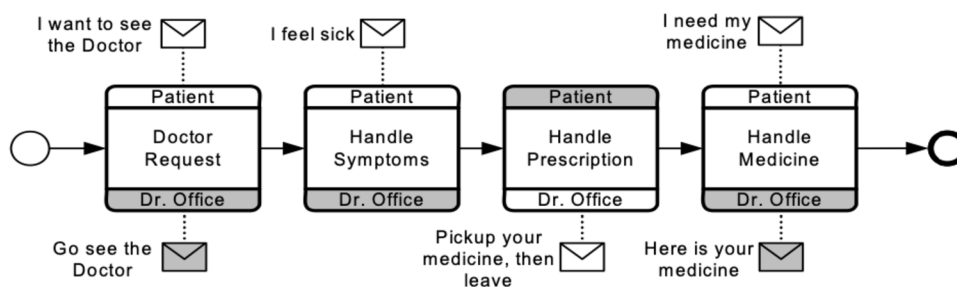 I want to see
the Doctor
I feel sick
I need my
medicine
Patient
Patient
Patient
Patient
Doctor
Request
Handle
Symptoms
Handle
Prescription
Handle
Medicine
Dr. Office
Dr. Office
Dr. Office
Dr. Office
Go see the
Doctor
Pickup your
medicine, then
leave
Here is your
medicine